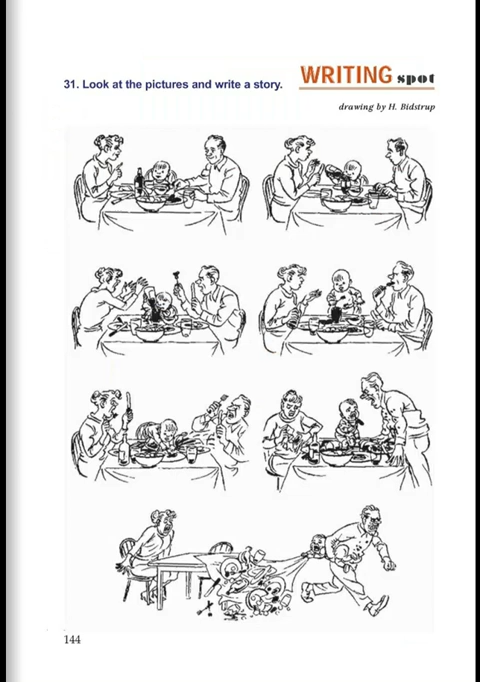 WRITING spot
31. Look at the pictures and write a story.
drawing by H. Bidstrup
144